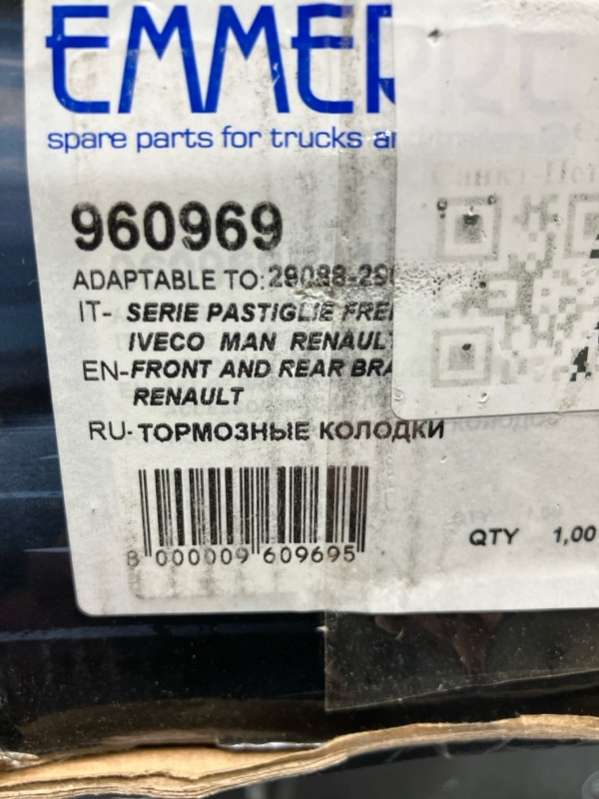 EMMER
spare parts for trucks a
960969
ADAPTABLE TO: 29088-290
IT- SERIE PASTIGLIE FRE
IVECO MAN RENAULT
EN-FRONT AND REAR BRA
RENAULT
RU-ТОРМОЗНЫЕ КОЛОДКИ
8 000009 609695
QTY 1,00